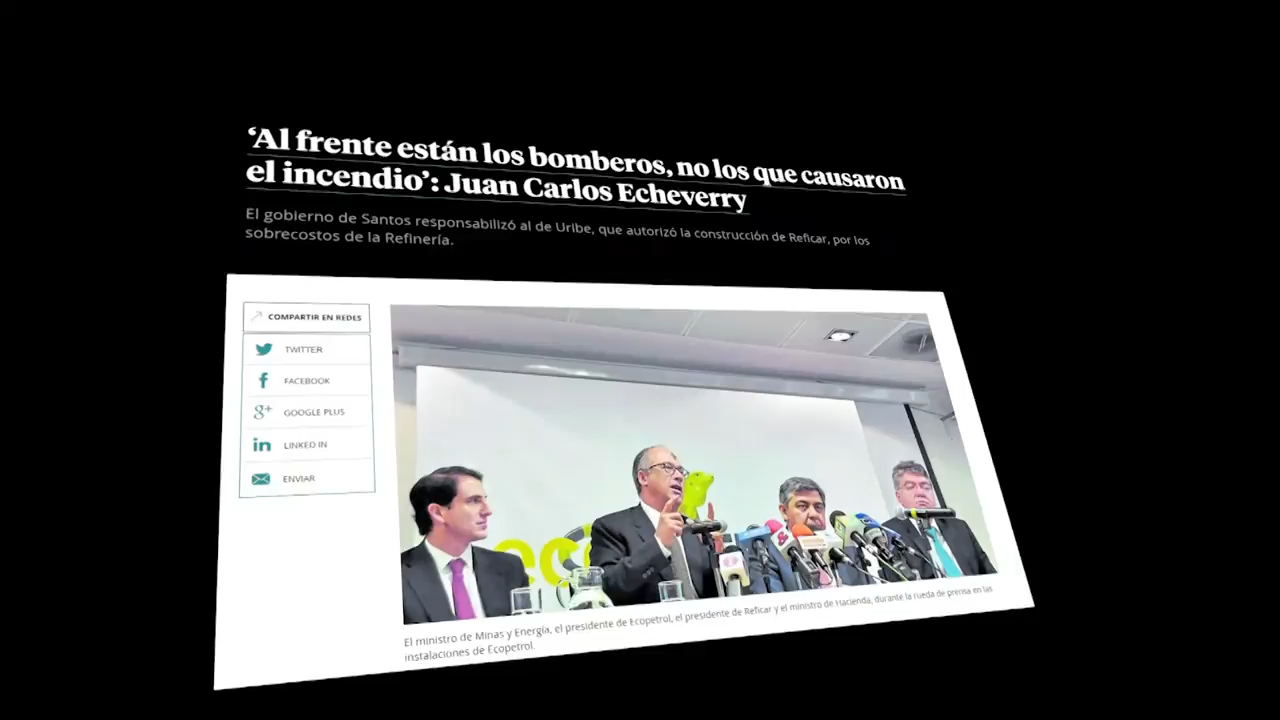 ‘Al frente están los bomberos, no los que causaron
el incendio’: Juan Carlos Echeverry
El gobierno de Santos responsabilizó al de Uribe, que autorizó la construcción de Reficar, por los
sobrecostos de la Refinería.
COMPARTIR EN REDES
TWITTER
FACEBOOK
GOOGLE PLUS
LINKED IN
ENVIAR
eco
El ministro de Minas y Energía, el presidente de Ecopetrol, el presidente de Reficar y el ministro de Hacienda, durante la rueda de prensa en las
instalaciones de Ecopetrol.